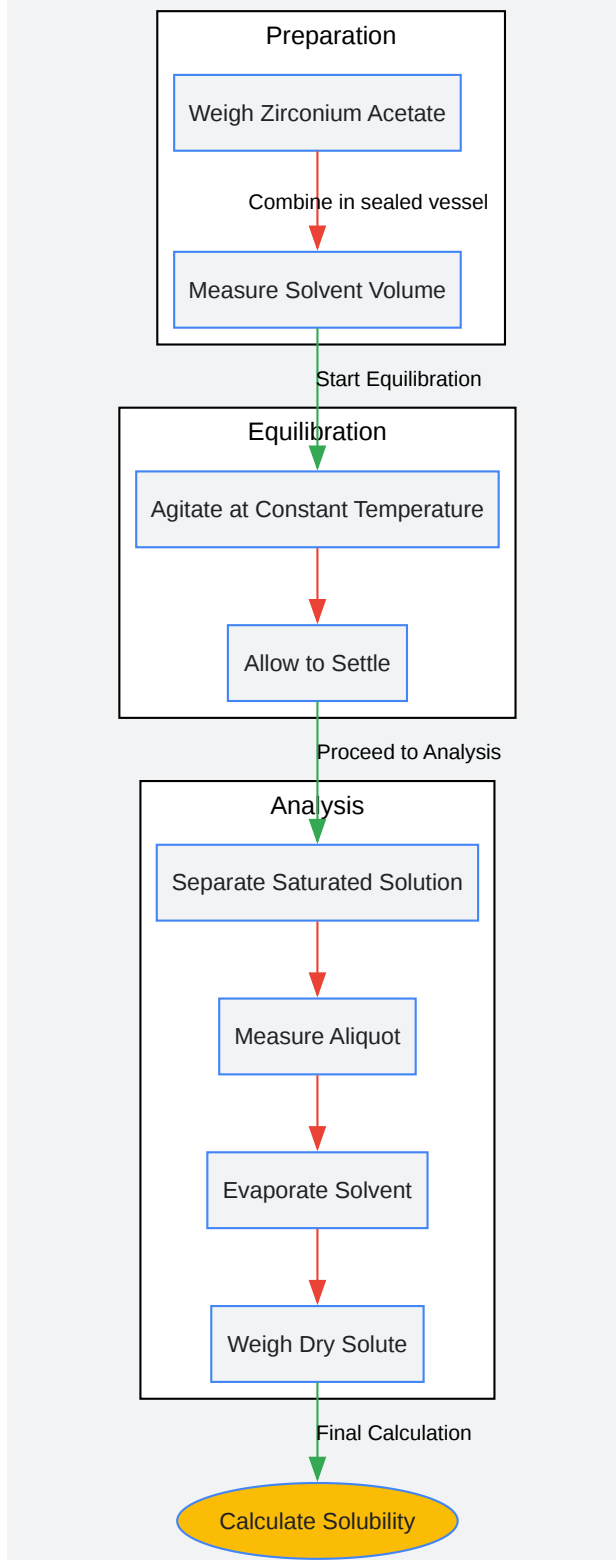 Preparation
Weigh Zirconium Acetate
Combine in sealed vessel
Measure Solvent Volume
Start Equilibration
Equilibration
Agitate at Constant Temperature
Allow to Settle
Proceed to Analysis
Analysis
Separate Saturated Solution
Measure Aliquot
Evaporate Solvent
Weigh Dry Solute
Final Calculation
Calculate Solubility